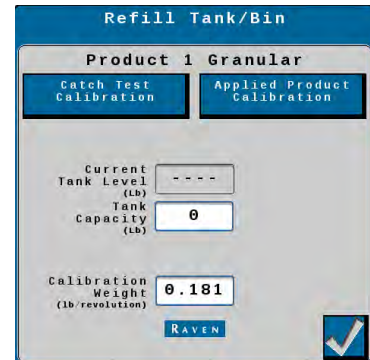 Refill Tank/Bin
Product 1 Granular
Catch Test
Calibration
Applied Product
Calibration
Current
Tank Level
(Lb)
----
Tank
Capacity
(Lb)
0
Calibration
Weight
(lb/revolution)
0.181
RAVEN